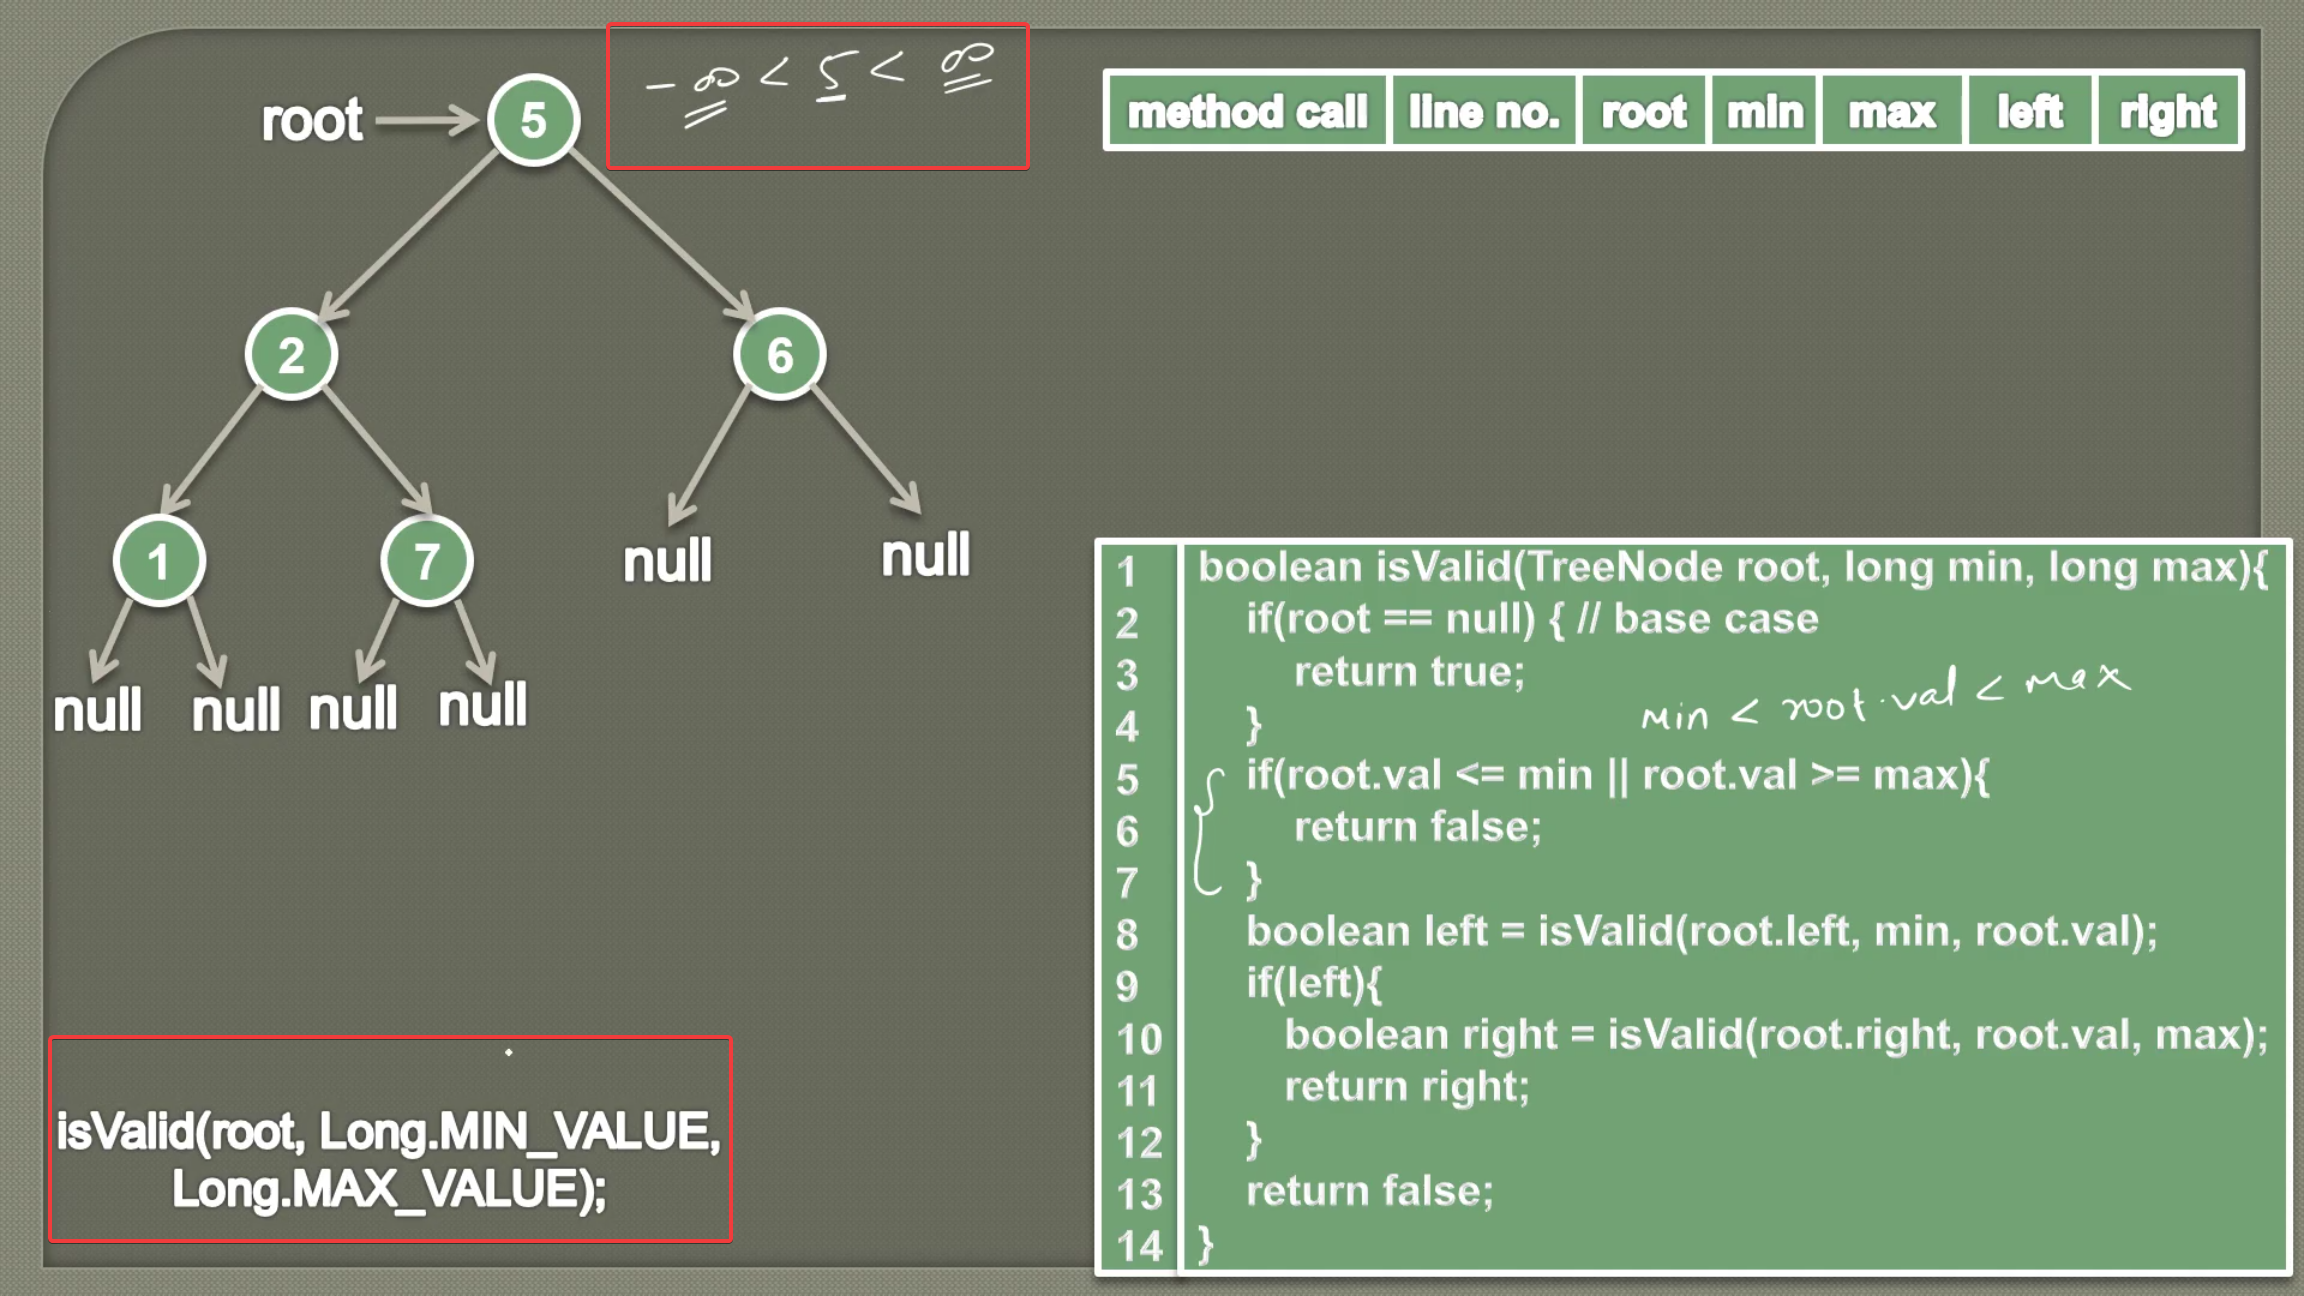 - ∞ < 5 < ∞
root
5
method call line no. root min max left right
2
6
1
7
null
null
null
null
null
null
1 boolean isValid(TreeNode root, long min, long max){
2 if(root == null) { // base case
3 return true;
min < root.val < max
4 }
5 if(root.val <= min || root.val >= max){
6 return false;
7 }
8 boolean left = isValid(root.left, min, root.val);
9 if(left){
10 boolean right = isValid(root.right, root.val, max);
11 return right;
12 }
13 return false;
14 }
isValid(root, Long.MIN_VALUE,
Long.MAX_VALUE);